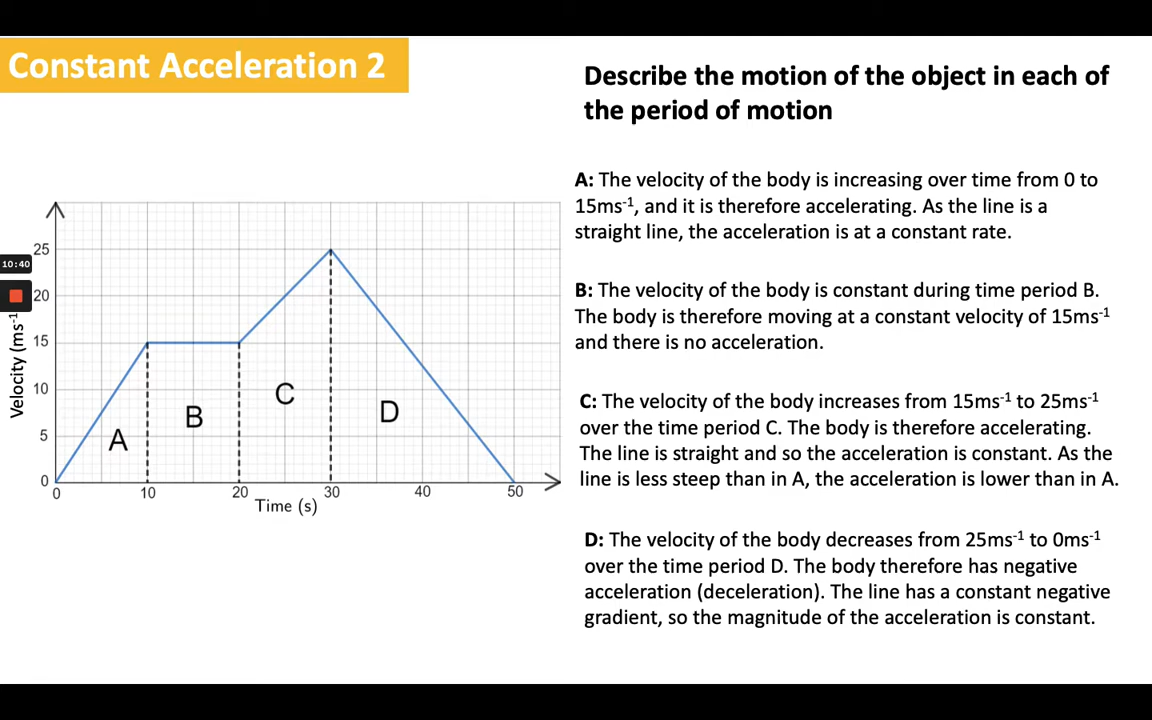 Constant Acceleration 2
Describe the motion of the object in each of
the period of motion
A: The velocity of the body is increasing over time from 0 to
15ms⁻¹, and it is therefore accelerating. As the line is a
straight line, the acceleration is at a constant rate.
B: The velocity of the body is constant during time period B.
The body is therefore moving at a constant velocity of 15ms⁻¹
and there is no acceleration.
C: The velocity of the body increases from 15ms⁻¹ to 25ms⁻¹
over the time period C. The body is therefore accelerating.
The line is straight and so the acceleration is constant. As the
line is less steep than in A, the acceleration is lower than in A.
D: The velocity of the body decreases from 25ms⁻¹ to 0ms⁻¹
over the time period D. The body therefore has negative
acceleration (deceleration). The line has a constant negative
gradient, so the magnitude of the acceleration is constant.
10:40
Velocity (ms⁻¹
25
20
15
10
5
0
A
B
C
D
0 10 20 30 40 50
Time (s)